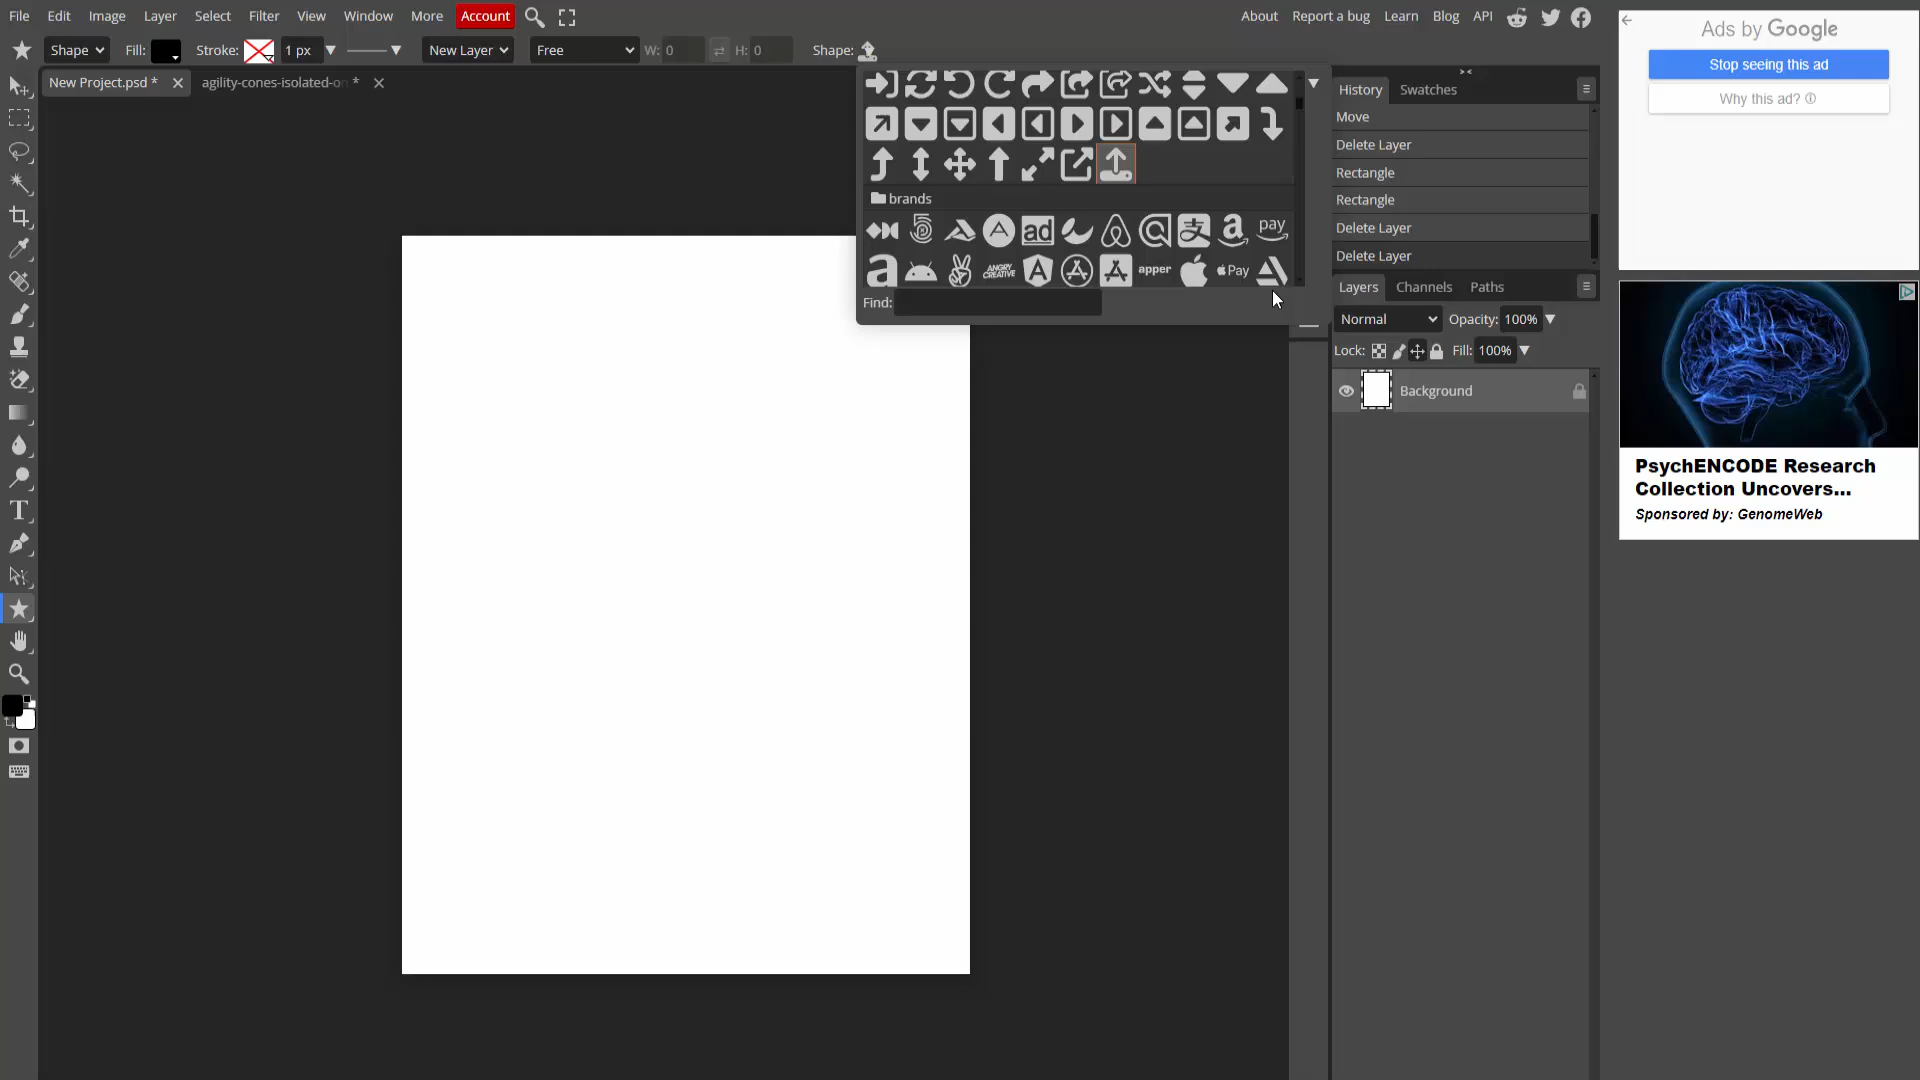 File Edit Image Layer Select Filter View Window More Account
About Report a bug Learn Blog API
Shape Fill: Stroke: 1 px New Layer Free W: 0 H: 0 Shape:
New Project.psd * agility-cones-isolated-on *
Find:
brands
ad
pay
a
a
ANGRY CREATIVE
A
apper
Pay
History Swatches
Move
Delete Layer
Rectangle
Rectangle
Delete Layer
Delete Layer
Layers Channels Paths
Normal Opacity: 100%
Lock: Fill: 100%
Background
T
Ads by Google
Stop seeing this ad
Why this ad?
PsychENCODE Research
Collection Uncovers...
Sponsored by: GenomeWeb